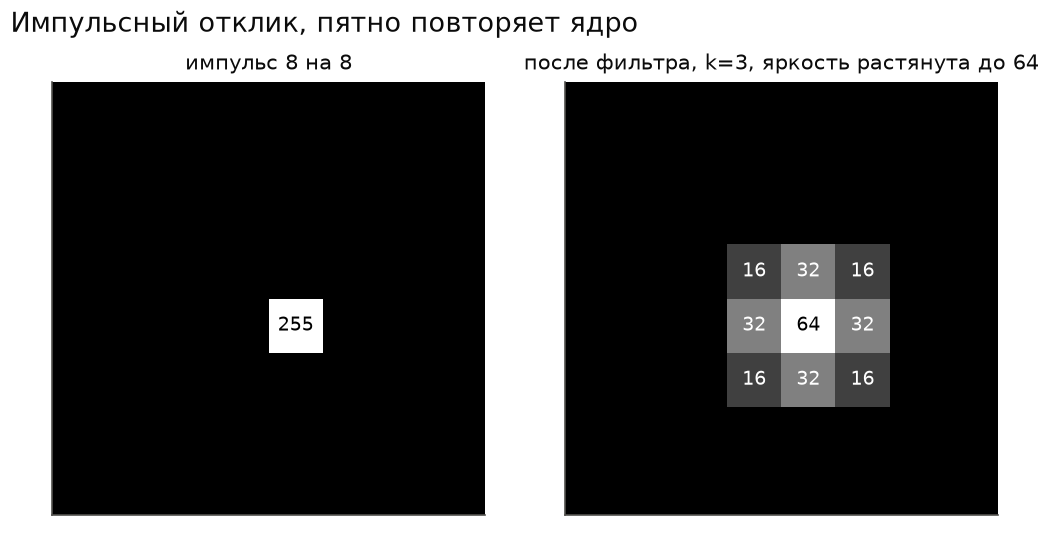 Импульсный отклик, пятно повторяет ядро
импульс 8 на 8
после фильтра, k=3, яркость растянута до 64
255
16 32 16
32 64 32
16 32 16